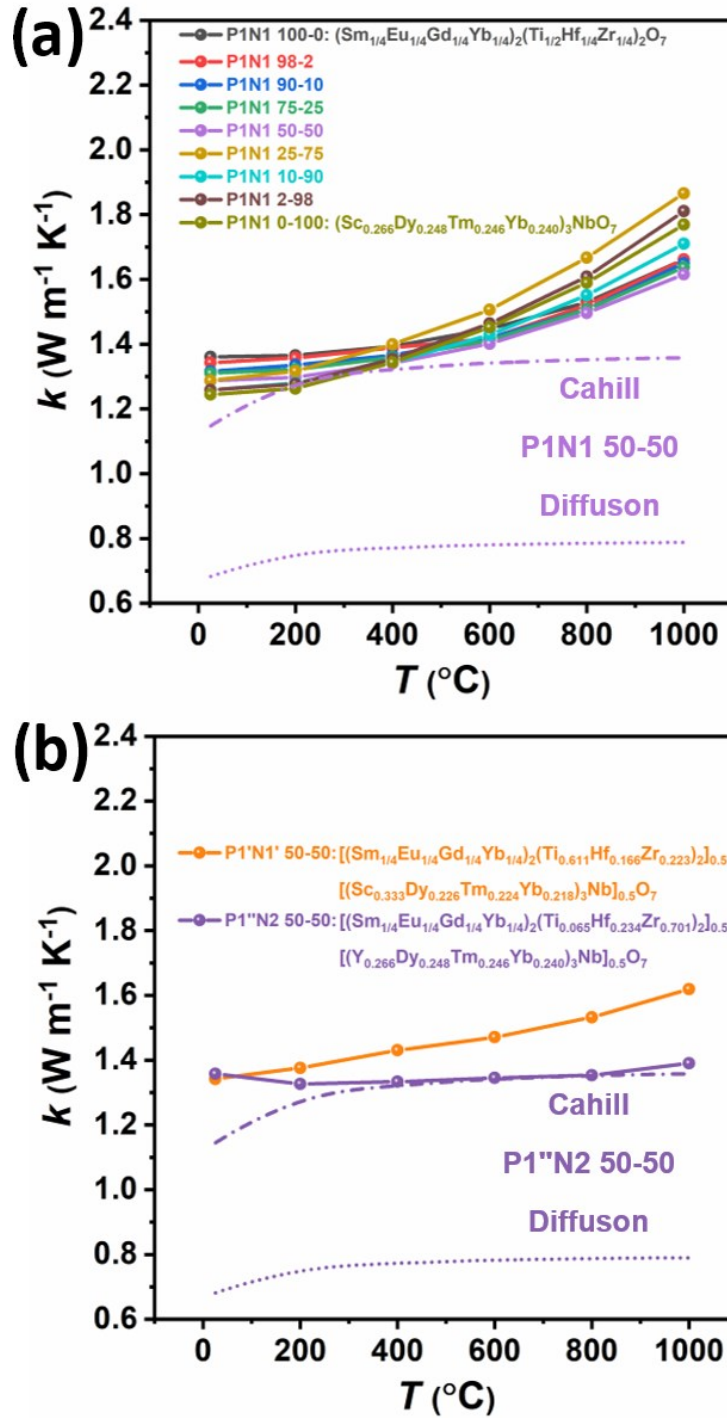 (a)
2.4
2.2
2.0
1.8
1.6
1.4
1.2
1.0
0.8
0.6
k (W m⁻¹ K⁻¹)
P1N1 100-0: (Sm₁/₄Eu₁/₄Gd₁/₄Yb₁/₄)₂(Ti₁/₂Hf₁/₄Zr₁/₄)₂O₇
P1N1 98-2
P1N1 90-10
P1N1 75-25
P1N1 50-50
P1N1 25-75
P1N1 10-90
P1N1 2-98
P1N1 0-100: (Sc₀.₂₆₆Dy₀.₂₄₈Tm₀.₂₄₆Yb₀.₂₄₀)₃NbO₇
Cahill
P1N1 50-50
Diffuson
0 200 400 600 800 1000
T (°C)
(b)
2.4
2.2
2.0
1.8
1.6
1.4
1.2
1.0
0.8
0.6
k (W m⁻¹ K⁻¹)
P1'N1' 50-50: [(Sm₁/₄Eu₁/₄Gd₁/₄Yb₁/₄)₂(Ti₀.₆₁₁Hf₀.₁₆₆Zr₀.₂₂₃)₂]₀.₅
[(Sc₀.₃₃₃Dy₀.₂₂₆Tm₀.₂₂₄Yb₀.₂₁₈)₃Nb]₀.₅O₇
P1"N2 50-50: [(Sm₁/₄Eu₁/₄Gd₁/₄Yb₁/₄)₂(Ti₀.₀₆₅Hf₀.₂₃₄Zr₀.₇₀₁)₂]₀.₅
[(Y₀.₂₆₆Dy₀.₂₄₈Tm₀.₂₄₆Yb₀.₂₄₀)₃Nb]₀.₅O₇
Cahill
P1"N2 50-50
Diffuson
0 200 400 600 800 1000
T (°C)